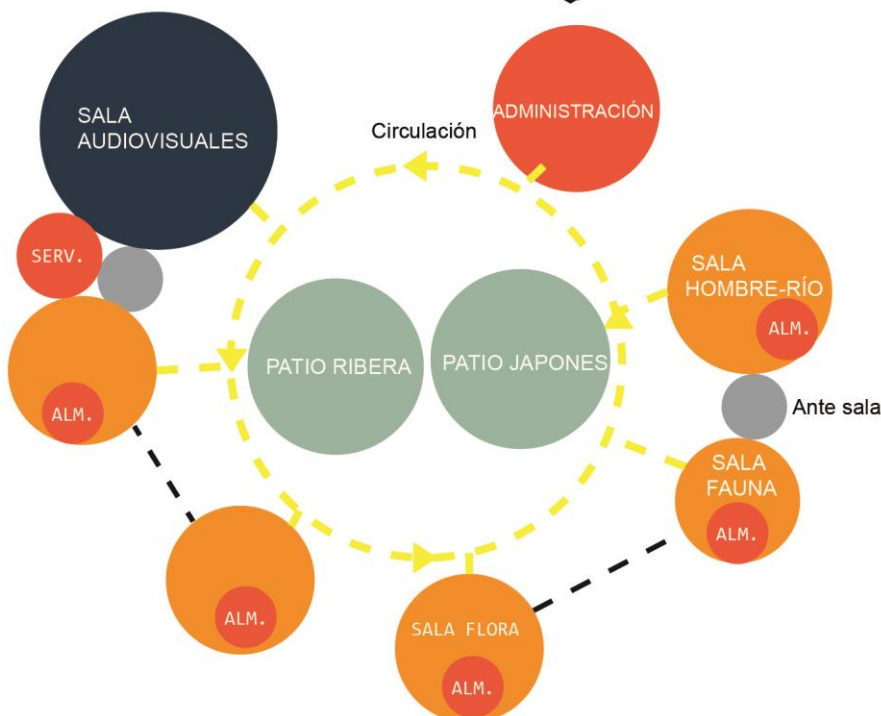 SALA
AUDIOVISUALES
ADMINISTRACIÓN
Circulación
SERV.
SALA
HOMBRE-RÍO
ALM.
PATIO RIBERA
PATIO JAPONES
ALM.
Ante sala
SALA
FAUNA
ALM.
ALM.
SALA FLORA
ALM.